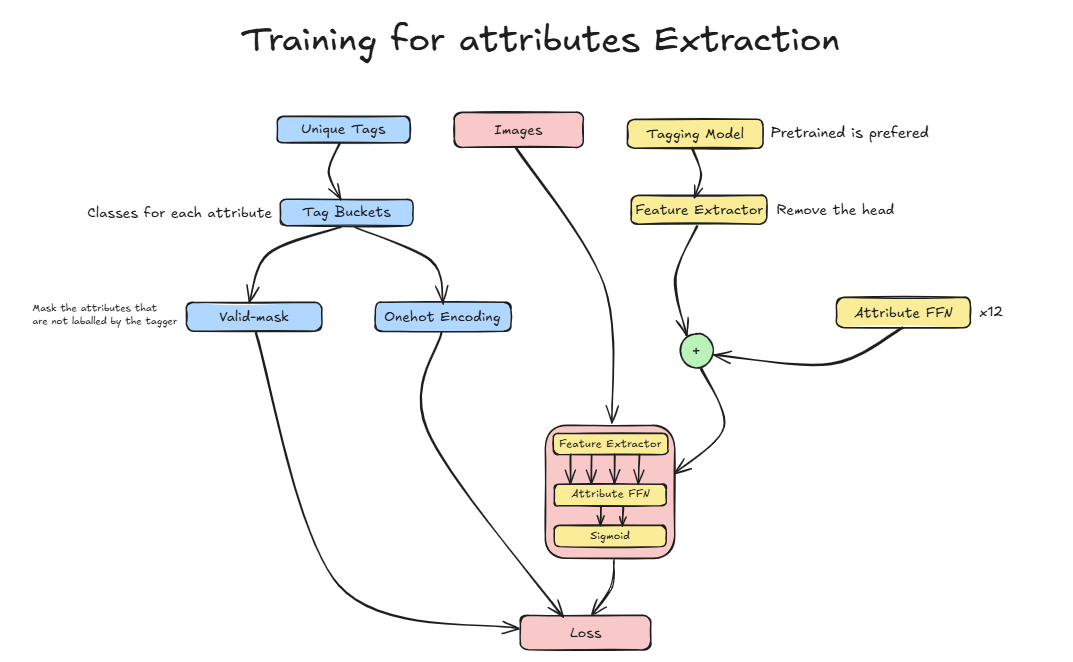 Training for attributes Extraction
Unique Tags
Images
Tagging Model
Pretrained is prefered
Classes for each attribute
Tag Buckets
Feature Extractor
Remove the head
Mask the attributes that
are not laballed by the tagger
Valid-mask
Onehot Encoding
Attribute FFN
x12
+
Feature Extractor
Attribute FFN
Sigmoid
Loss